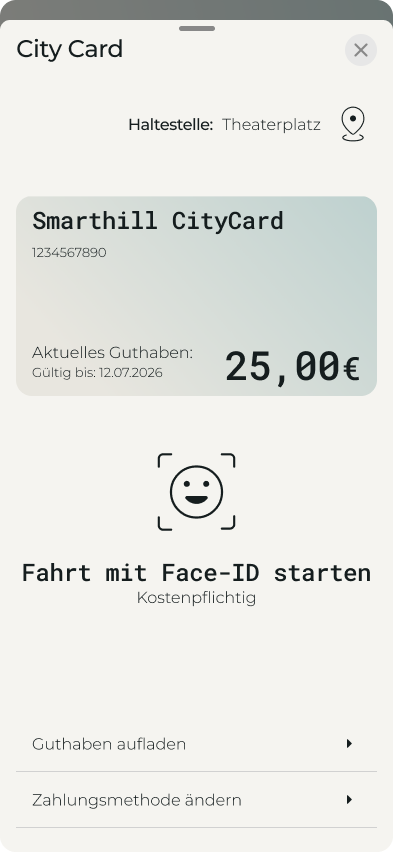 City Card
Haltestelle: Theaterplatz
Smarthill CityCard
1234567890
Aktuelles Guthaben:
Gültig bis: 12.07.2026
25,00€
Fahrt mit Face-ID starten
Kostenpflichtig
Guthaben aufladen
Zahlungsmethode ändern